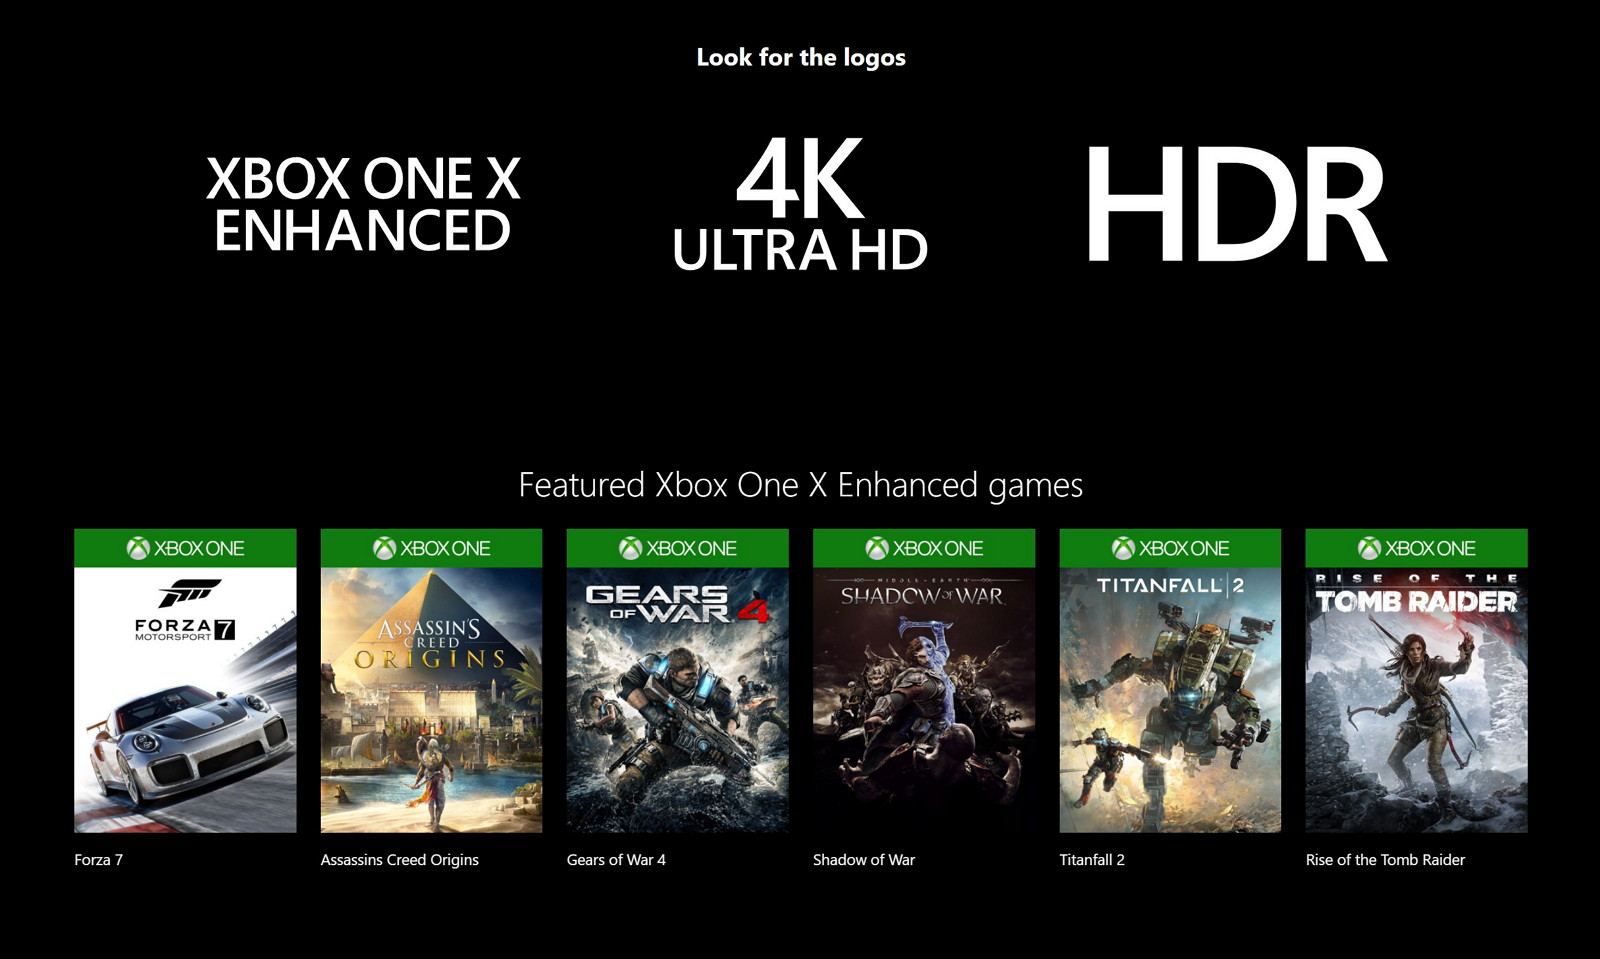 Look for the logos
XBOX ONE X
ENHANCED
4K
ULTRA HD
HDR
Featured Xbox One X Enhanced games
XBOX ONE
FORZA
MOTORSPORT 7
Forza 7
XBOX ONE
ASSASSIN'S
CREED
ORIGINS
Assassins Creed Origins
XBOX ONE
GEARS
OF WAR 4
Gears of War 4
XBOX ONE
MIDDLE-EARTH
SHADOW OF WAR
Shadow of War
XBOX ONE
TITANFALL 2
Titanfall 2
XBOX ONE
RISE OF THE
TOMB RAIDER
Rise of the Tomb Raider